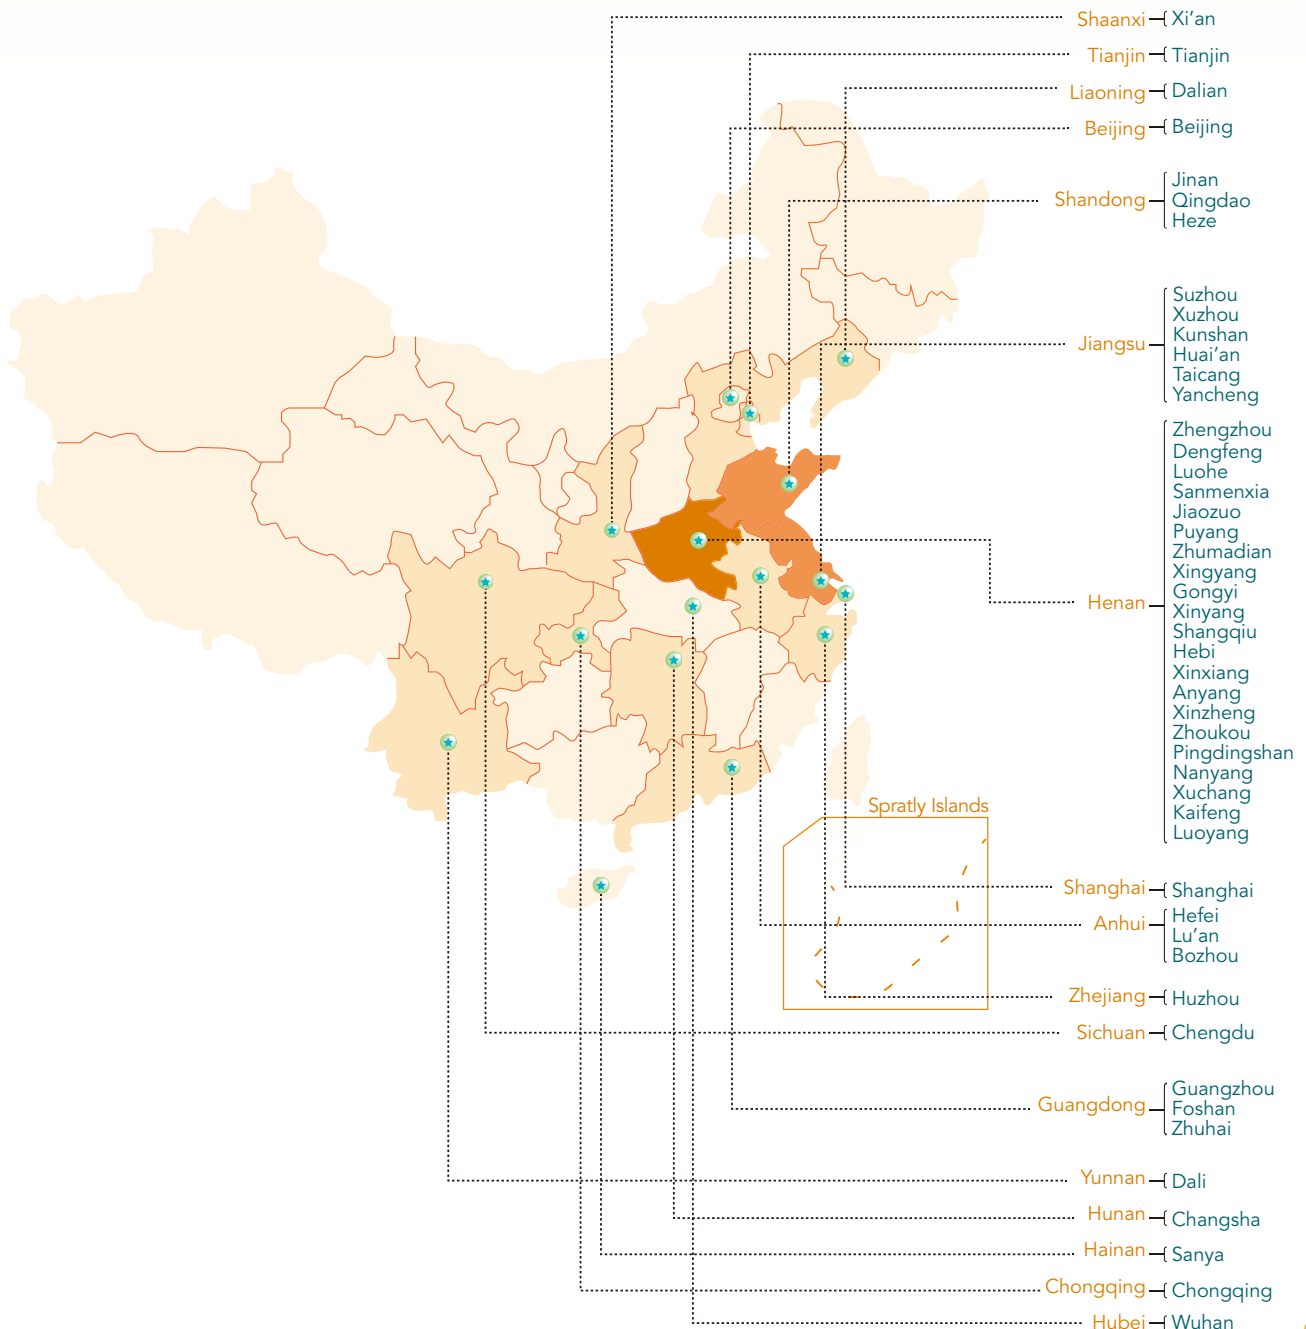 Shaanxi Xi'an
Tianjin Tianjin
Liaoning Dalian
Beijing Beijing
Shandong
Jinan
Qingdao
Heze
Jiangsu
Suzhou
Xuzhou
Kunshan
Huai'an
Taicang
Yancheng
Henan
Zhengzhou
Dengfeng
Luohe
Sanmenxia
Jiaozuo
Puyang
Zhumadian
Xingyang
Gongyi
Xinyang
Shangqiu
Hebi
Xinxiang
Anyang
Xinzheng
Zhoukou
Pingdingshan
Nanyang
Xuchang
Kaifeng
Luoyang
Spratly Islands
Shanghai Shanghai
Anhui
Hefei
Lu'an
Bozhou
Zhejiang Huzhou
Sichuan Chengdu
Guangdong
Guangzhou
Foshan
Zhuhai
Yunnan Dali
Hunan Changsha
Hainan Sanya
Chongqing Chongqing
Hubei Wuhan